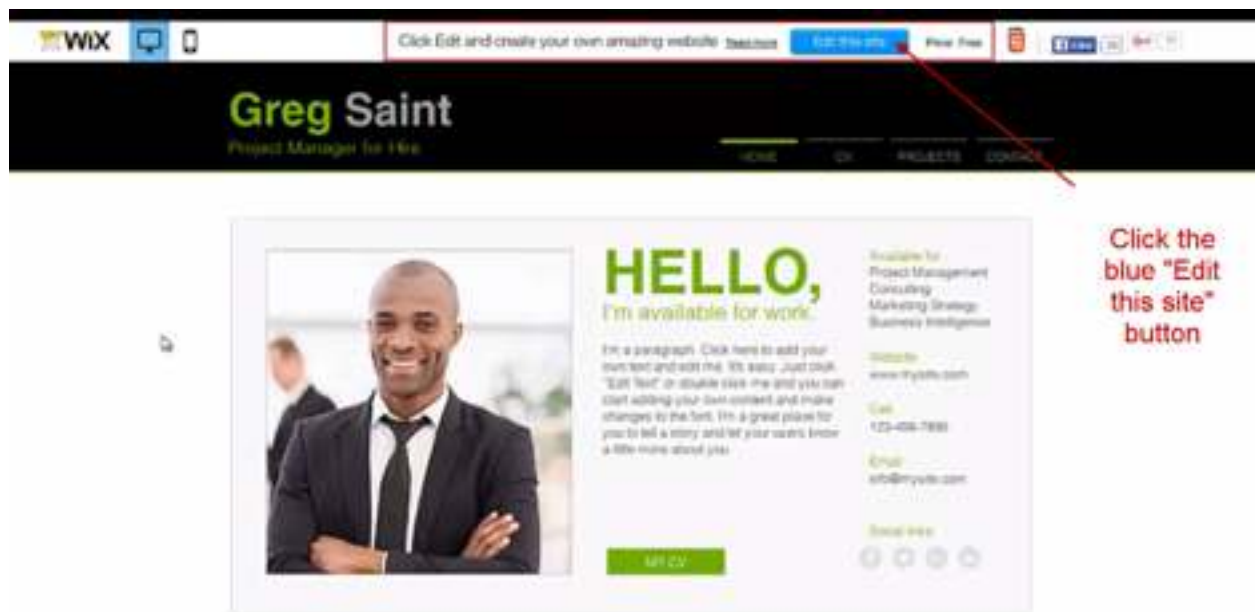 WiX
Click Edit and create your own amazing website Read more
Edit this site
Price: Free
Greg Saint
Project Manager for Hire
HOME
CV
PROJECTS
CONTACT
Click the
blue "Edit
this site"
button
HELLO,
I'm available for work.
I'm a paragraph. Click here to add your
own text and edit me. It's easy. Just click
"Edit Text" or double click me and you can
start adding your own content and make
changes to the font. I'm a great place for
you to tell a story and let your users know
a little more about you.
MY CV
Available for
Project Management
Consulting
Marketing Strategy
Business Intelligence
Website
www.mysite.com
Call
123-456-7890
Email
info@mysite.com
Social links